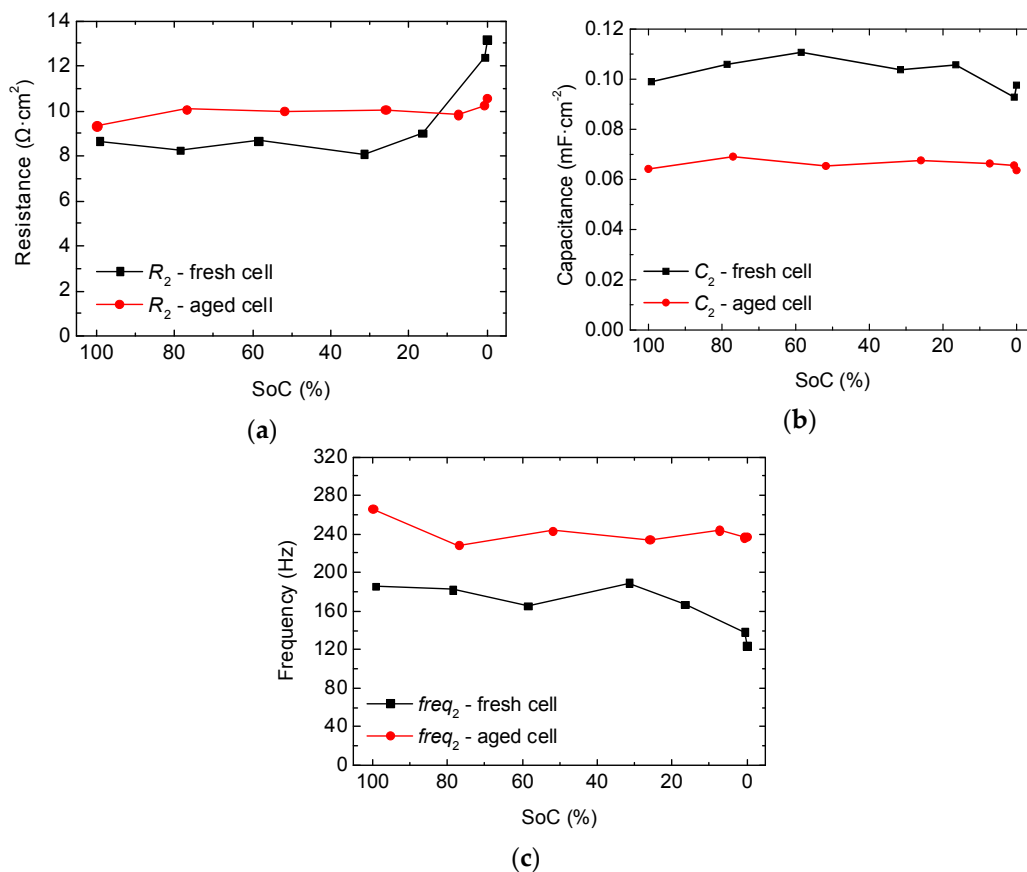 14
12
10
8
6
4
2
0
Resistance (Ω·cm²)
R₂ - fresh cell
R₂ - aged cell
100 80 60 40 20 0
SoC (%)
(a)
0.12
0.10
0.08
0.06
0.04
0.02
0.00
Capacitance (mF·cm⁻²)
C₂ - fresh cell
C₂ - aged cell
100 80 60 40 20 0
SoC (%)
(b)
320
280
240
200
160
120
80
40
0
Frequency (Hz)
freq₂ - fresh cell
freq₂ - aged cell
100 80 60 40 20 0
SoC (%)
(c)